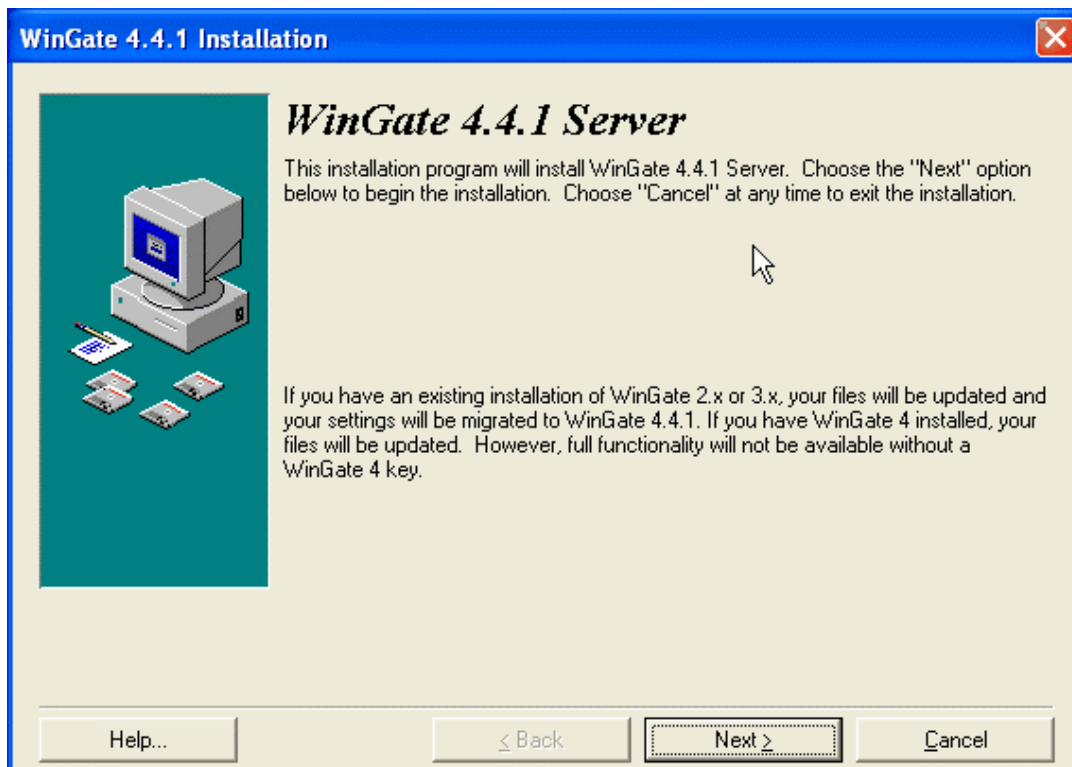 WinGate 4.4.1 Installation
WinGate 4.4.1 Server
This installation program will install WinGate 4.4.1 Server.  Choose the "Next" option
below to begin the installation.  Choose "Cancel" at any time to exit the installation.
If you have an existing installation of WinGate 2.x or 3.x, your files will be updated and
your settings will be migrated to WinGate 4.4.1. If you have WinGate 4 installed, your
files will be updated.  However, full functionality will not be available without a
WinGate 4 key.
Help...
< Back
Next >
Cancel